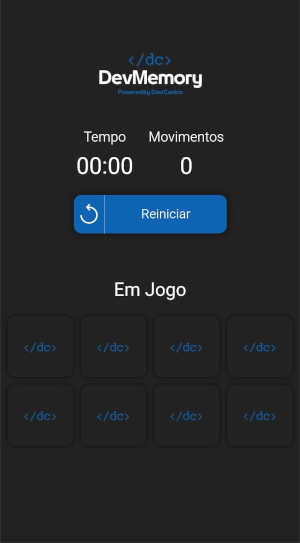 </dc>
DevMemory
Powered by Davi Castro
Tempo Movimentos
00:00 0
Reiniciar
Em Jogo
</dc> </dc> </dc> </dc>
</dc> </dc> </dc> </dc>